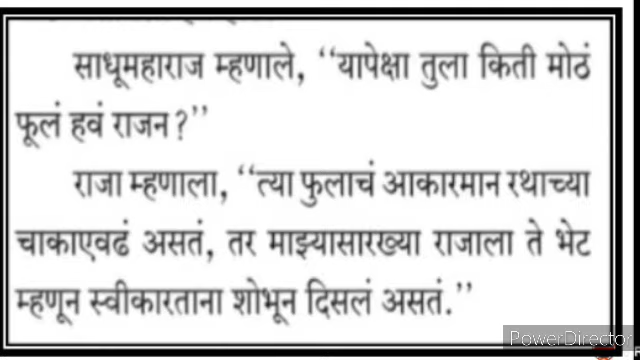 साधूमहाराज म्हणाले, ‘‘यापेक्षा तुला किती मोठं
फूलं हवं राजन?’’
राजा म्हणाला, ‘‘त्या फुलाचं आकारमान रथाच्या
चाकाएवढं असतं, तर माझ्यासारख्या राजाला ते भेट
म्हणून स्वीकारताना शोभून दिसलं असतं.’’
PowerDirector